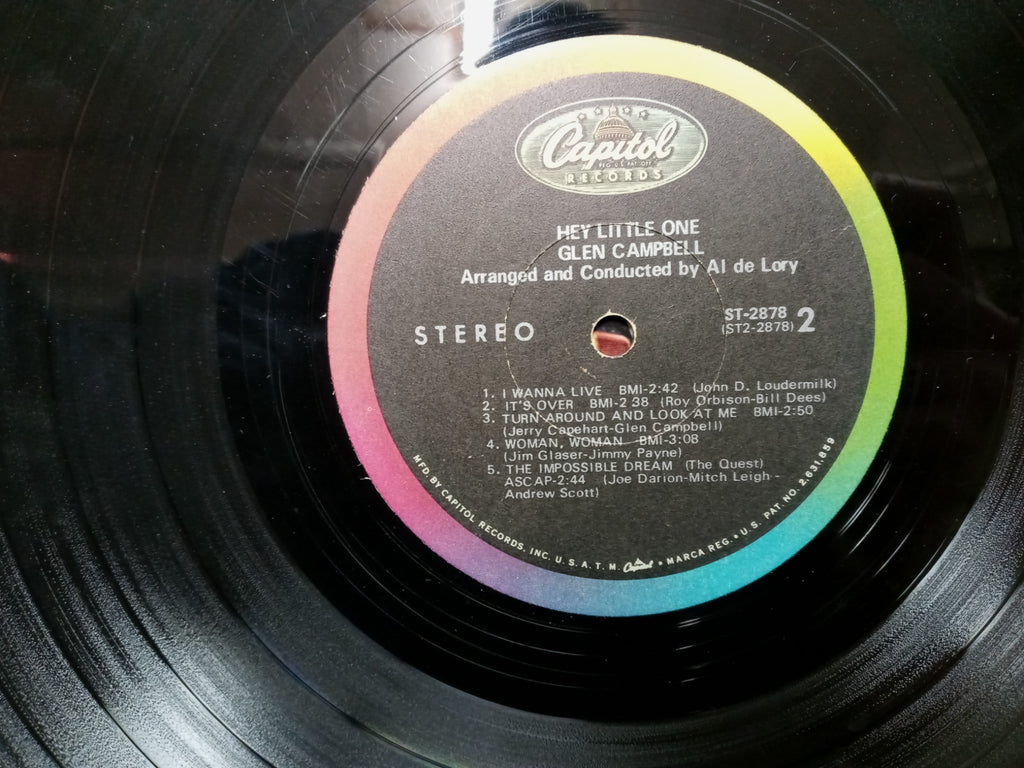 Capitol
REG. U.S. PAT. OFF.
RECORDS
HEY LITTLE ONE
GLEN CAMPBELL
Arranged and Conducted by Al de Lory
STEREO
ST-2878
(ST2-2878) 2
1. I WANNA LIVE BMI-2:42 (John D. Loudermilk)
2. IT'S OVER BMI-2 38 (Roy Orbison-Bill Dees)
3. TURN AROUND AND LOOK AT ME BMI-2:50
(Jerry Capehart-Glen Campbell)
4. WOMAN, WOMAN BMI-3:08
(Jim Glaser-Jimmy Payne)
5. THE IMPOSSIBLE DREAM (The Quest)
ASCAP-2:44 (Joe Darion-Mitch Leigh-
Andrew Scott)
MFD. BY CAPITOL RECORDS, INC. U. S. A. T. M. Capitol • MARCA REG. • U.S. PAT. NO. 2,631,859